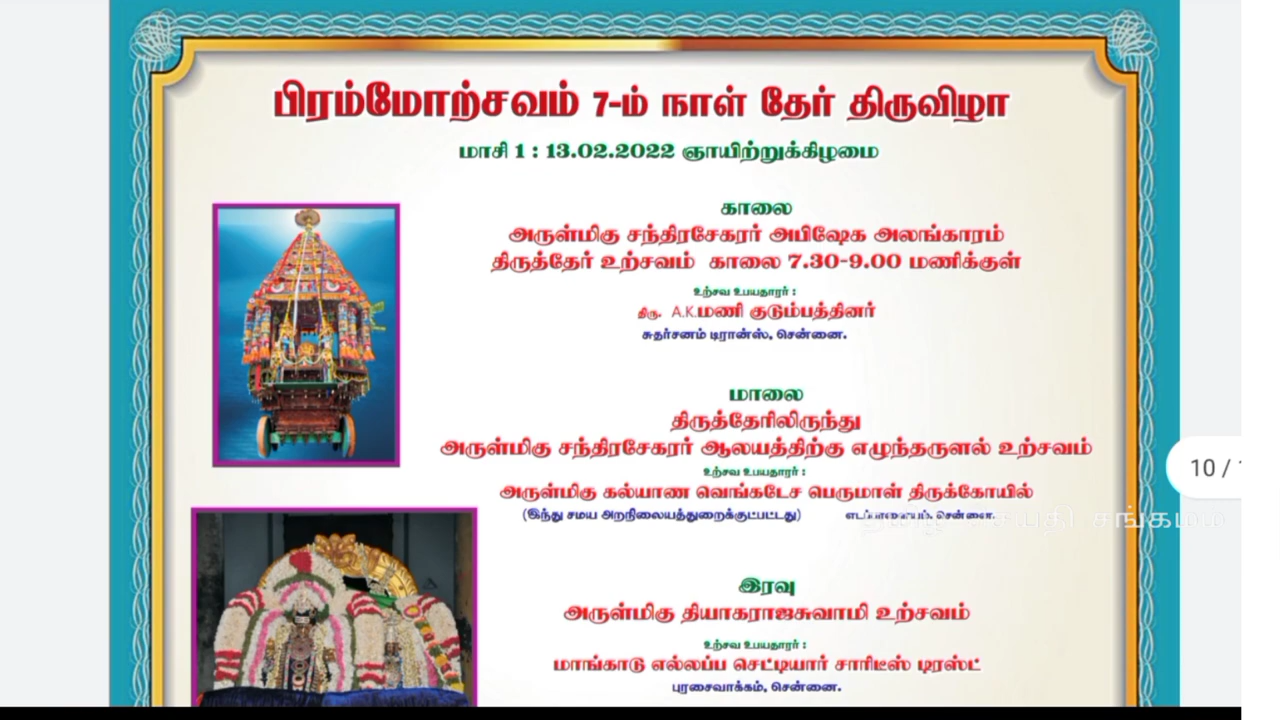 பிரம்மோற்சவம் 7-ம் நாள் தேர் திருவிழா
மாசி 1 : 13.02.2022 ஞாயிற்றுக்கிழமை
காலை
அருள்மிகு சந்திரசேகரர் அபிஷேக அலங்காரம்
திருத்தேர் உற்சவம் காலை 7.30-9.00 மணிக்குள்
உற்சவ உபயதாரர் :
திரு. A.K.மணி குடும்பத்தினர்
சுதர்சனம் டிரான்ஸ், சென்னை.
மாலை
திருத்தேரிலிருந்து
அருள்மிகு சந்திரசேகரர் ஆலயத்திற்கு எழுந்தருளல் உற்சவம்
உற்சவ உபயதாரர் :
அருள்மிகு கல்யாண வெங்கடேச பெருமாள் திருக்கோயில்
(இந்து சமய அறநிலையத்துறைக்குட்பட்டது) சென்னை.
தமிழ் செய்தி சங்கமம்
10 /
இரவு
அருள்மிகு தியாகராஜசுவாமி உற்சவம்
உற்சவ உபயதாரர் :
மாங்காடு எல்லப்ப செட்டியார் சாரிடீஸ் டிரஸ்ட்
புரசைவாக்கம், சென்னை.